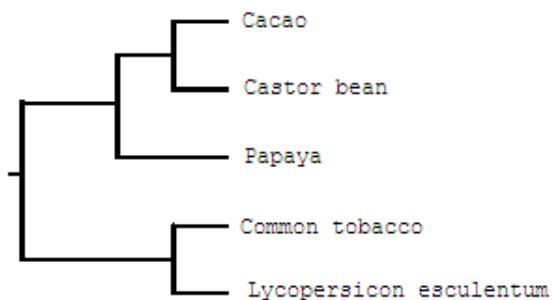 Cacao
Castor bean
Papaya
Common tobacco
Lycopersicon esculentum